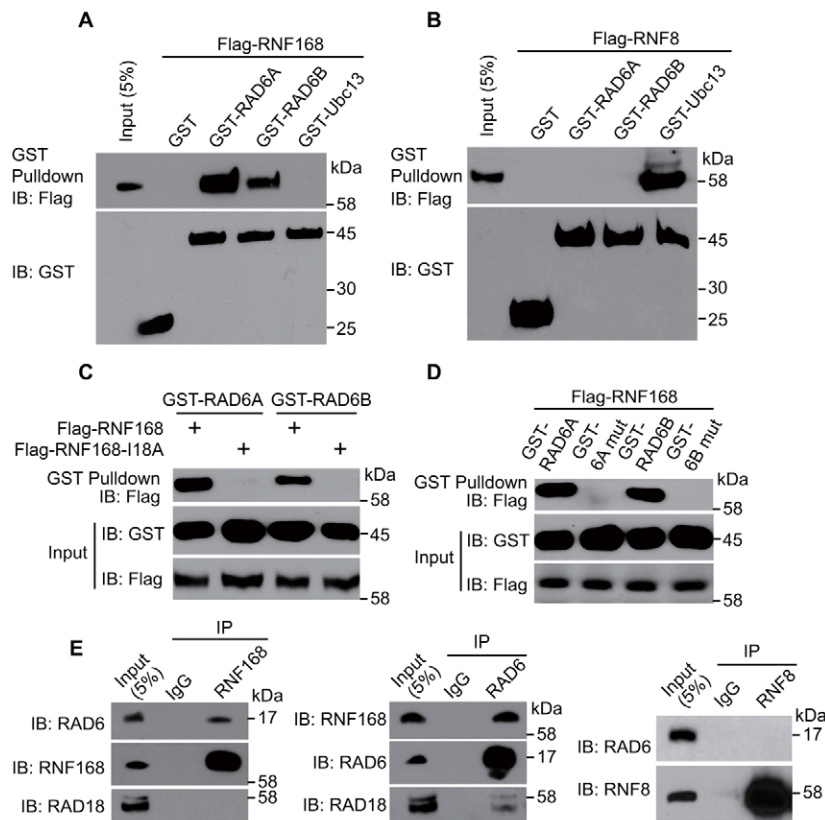 A
Flag-RNF168
Input (5%)
GST
GST-RAD6A
GST-RAD6B
GST-Ubc13
GST
Pulldown
IB: Flag
kDa
58
IB: GST
45
30
25
B
Flag-RNF8
Input (5%)
GST
GST-RAD6A
GST-RAD6B
GST-Ubc13
GST
Pulldown
IB: Flag
kDa
58
IB: GST
45
30
25
C
GST-RAD6A GST-RAD6B
Flag-RNF168 + +
Flag-RNF168-I18A + +
GST Pulldown
IB: Flag
kDa
58
Input
IB: GST
45
IB: Flag
58
D
Flag-RNF168
GST-
RAD6A
GST-
6A mut
GST-
RAD6B
GST-
6B mut
GST Pulldown
IB: Flag
kDa
58
Input
IB: GST
45
IB: Flag
58
E
IP
Input
(5%)
IgG
RNF168
kDa
IB: RAD6
17
IB: RNF168
58
IB: RAD18
58
IP
Input
(5%)
IgG
RAD6
kDa
IB: RNF168
58
IB: RAD6
17
IB: RAD18
58
IP
Input
(5%)
IgG
RNF8
kDa
IB: RAD6
17
IB: RNF8
58